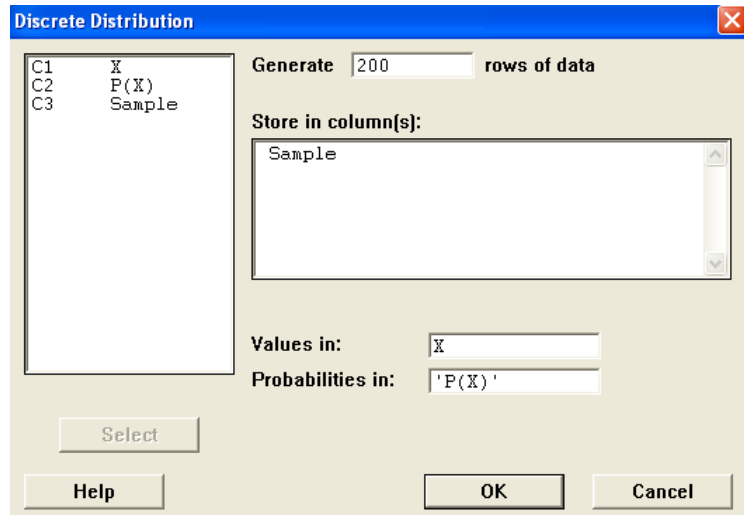 Discrete Distribution
C1 X
C2 P(X)
C3 Sample
Generate 200 rows of data
Store in column(s):
Sample
Values in: X
Probabilities in: 'P(X)'
Select
Help OK Cancel